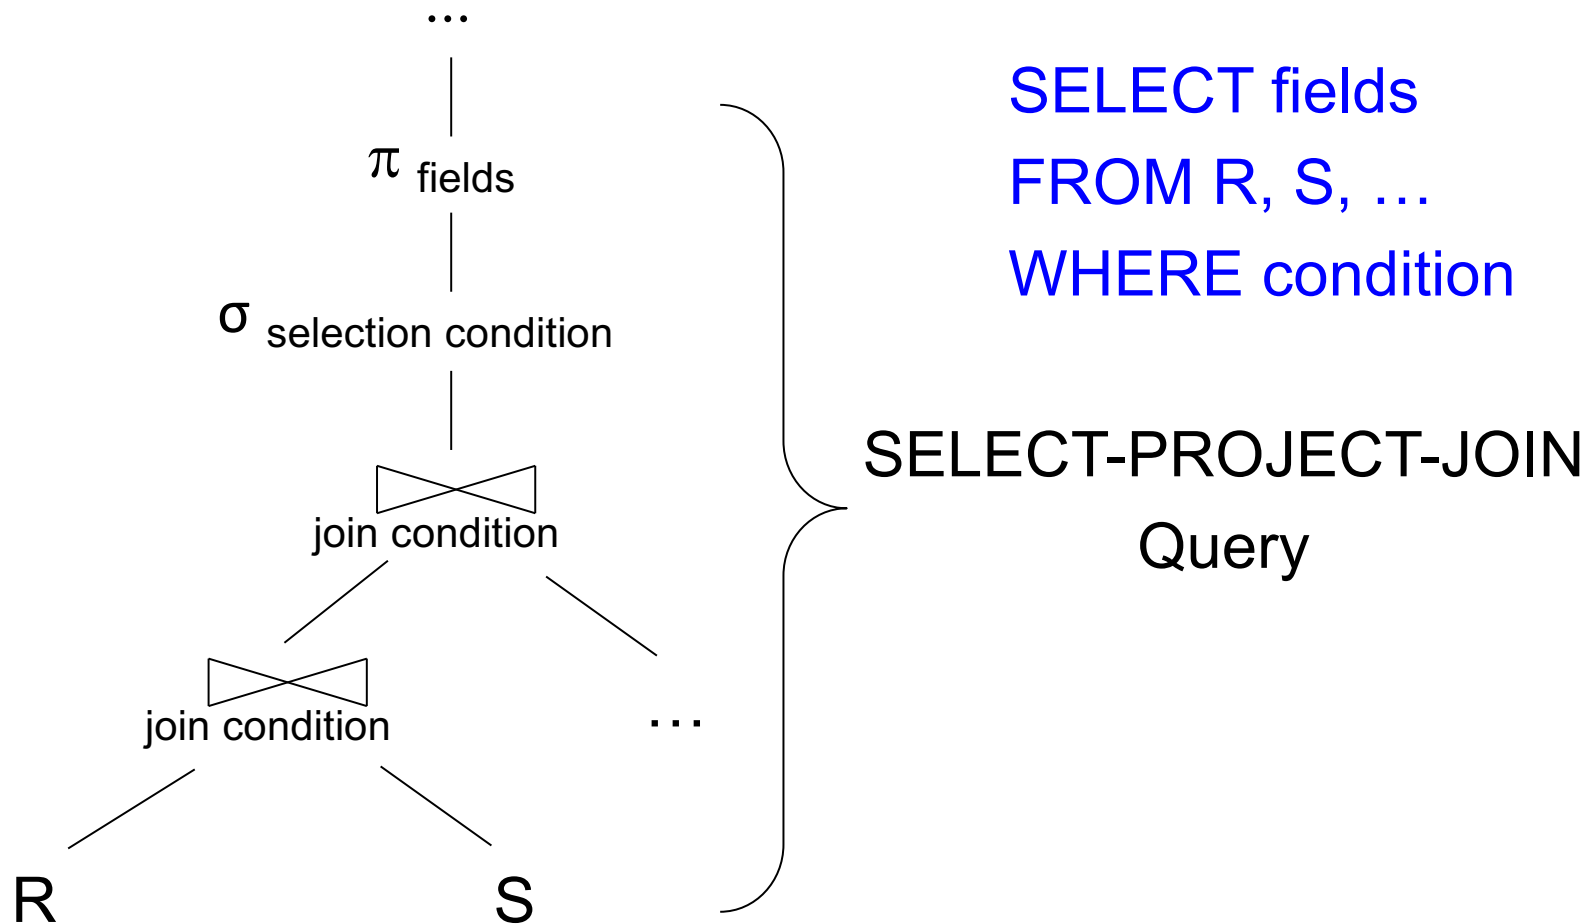 ...
π fields
σ selection condition
join condition
join condition
...
R
S
SELECT fields
FROM R, S, …
WHERE condition
SELECT-PROJECT-JOIN
Query